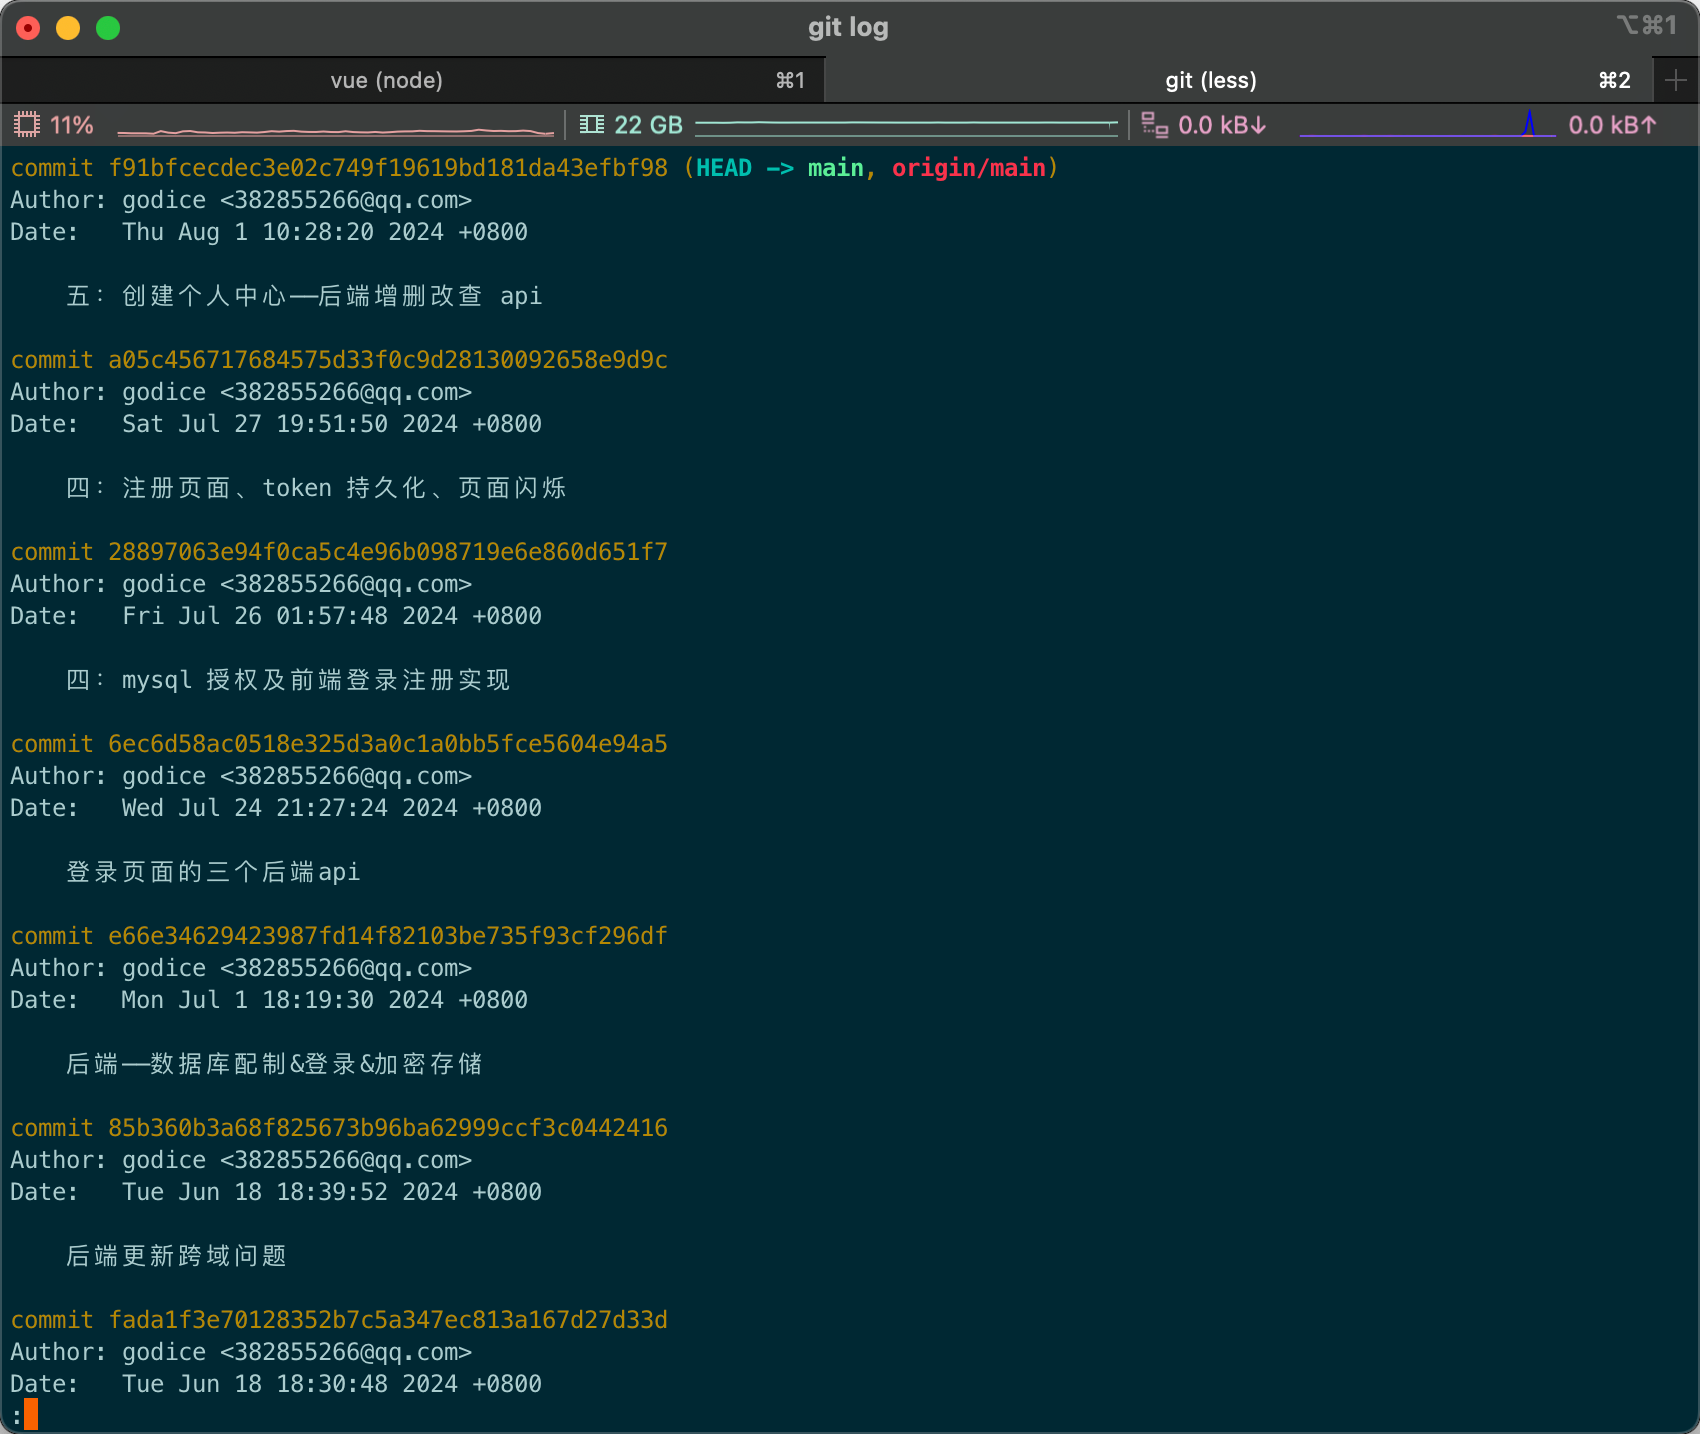 git log
⌥⌘1
vue (node) ⌘1
git (less) ⌘2
11% 22 GB 0.0 kB↓ 0.0 kB↑
commit f91bfcecdec3e02c749f19619bd181da43efbf98 (HEAD -> main, origin/main)
Author: godice <382855266@qq.com>
Date:   Thu Aug 1 10:28:20 2024 +0800
五：创建个人中心——后端增删改查 api
commit a05c456717684575d33f0c9d28130092658e9d9c
Author: godice <382855266@qq.com>
Date:   Sat Jul 27 19:51:50 2024 +0800
四：注册页面、token 持久化、页面闪烁
commit 28897063e94f0ca5c4e96b098719e6e860d651f7
Author: godice <382855266@qq.com>
Date:   Fri Jul 26 01:57:48 2024 +0800
四：mysql 授权及前端登录注册实现
commit 6ec6d58ac0518e325d3a0c1a0bb5fce5604e94a5
Author: godice <382855266@qq.com>
Date:   Wed Jul 24 21:27:24 2024 +0800
登录页面的三个后端api
commit e66e34629423987fd14f82103be735f93cf296df
Author: godice <382855266@qq.com>
Date:   Mon Jul 1 18:19:30 2024 +0800
后端——数据库配制&登录&加密存储
commit 85b360b3a68f825673b96ba62999ccf3c0442416
Author: godice <382855266@qq.com>
Date:   Tue Jun 18 18:39:52 2024 +0800
后端更新跨域问题
commit fada1f3e70128352b7c5a347ec813a167d27d33d
Author: godice <382855266@qq.com>
Date:   Tue Jun 18 18:30:48 2024 +0800
: